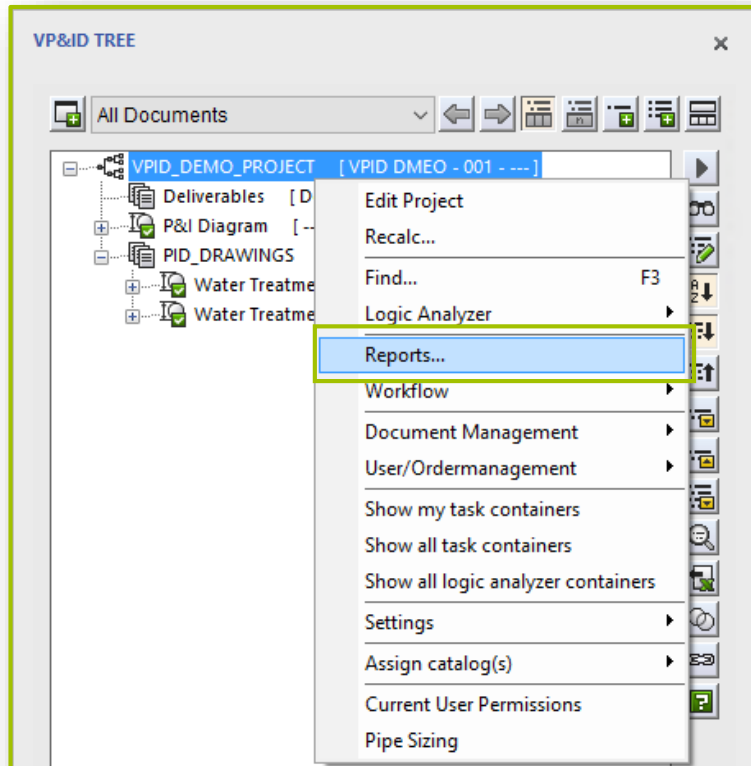 VP&ID TREE
All Documents
VPID_DEMO_PROJECT [ VPID DMEO - 001 - --- ]
Deliverables [ D
P&I Diagram [ --
PID_DRAWINGS
Water Treatme
Water Treatme
Edit Project
Recalc...
Find... F3
Logic Analyzer
Reports...
Workflow
Document Management
User/Ordermanagement
Show my task containers
Show all task containers
Show all logic analyzer containers
Settings
Assign catalog(s)
Current User Permissions
Pipe Sizing